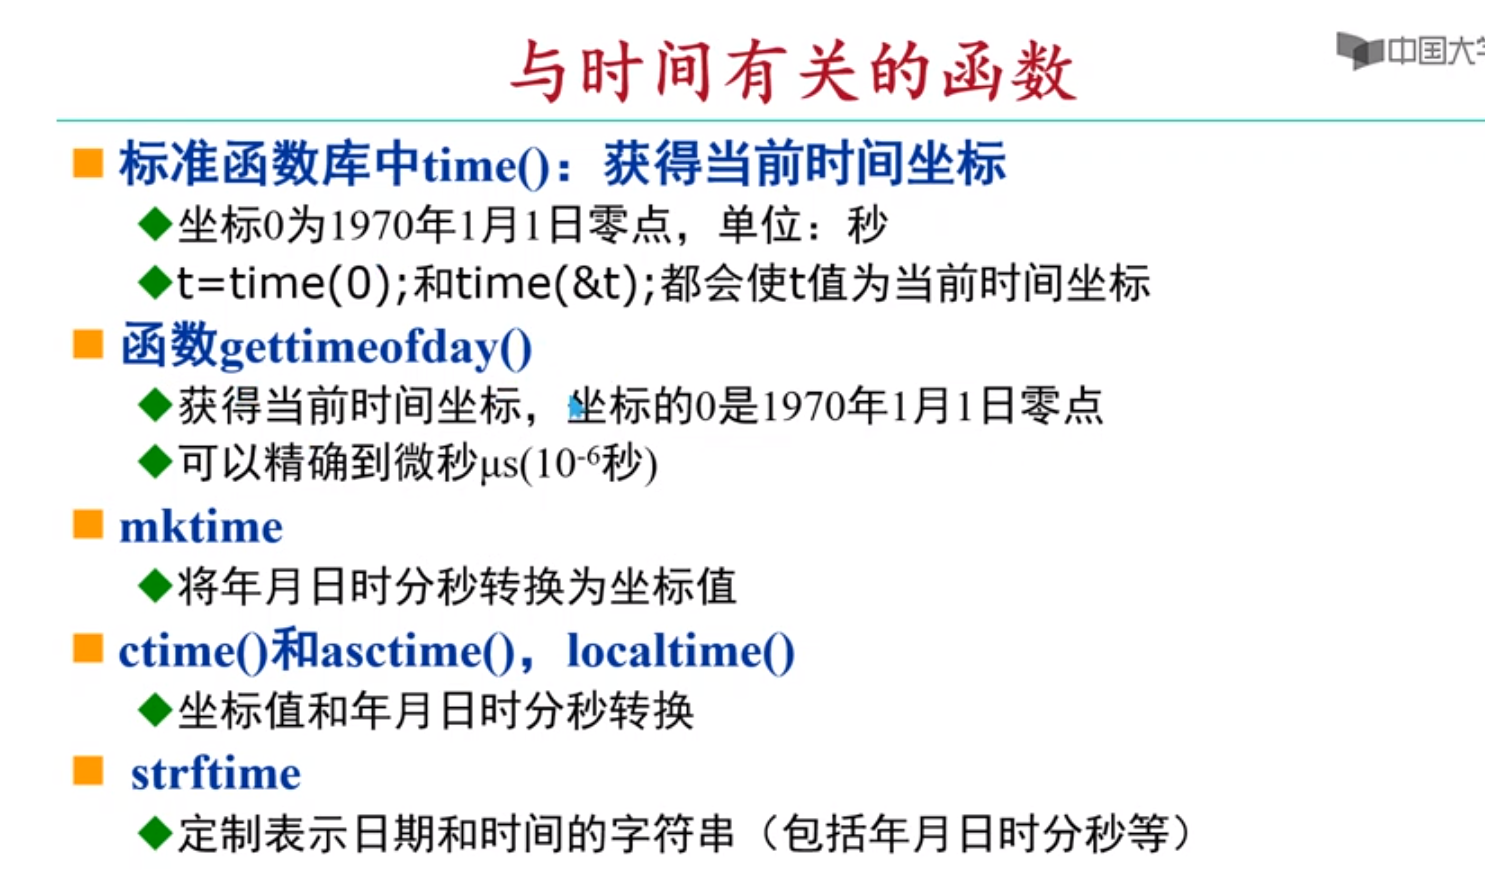 与时间有关的函数
中国大学
标准函数库中time()：获得当前时间坐标
坐标0为1970年1月1日零点，单位：秒
t=time(0);和time(&t);都会使t值为当前时间坐标
函数gettimeofday()
获得当前时间坐标，坐标的0是1970年1月1日零点
可以精确到微秒μs(10⁻⁶秒)
mktime
将年月日时分秒转换为坐标值
ctime()和asctime()，localtime()
坐标值和年月日时分秒转换
strftime
定制表示日期和时间的字符串（包括年月日时分秒等）